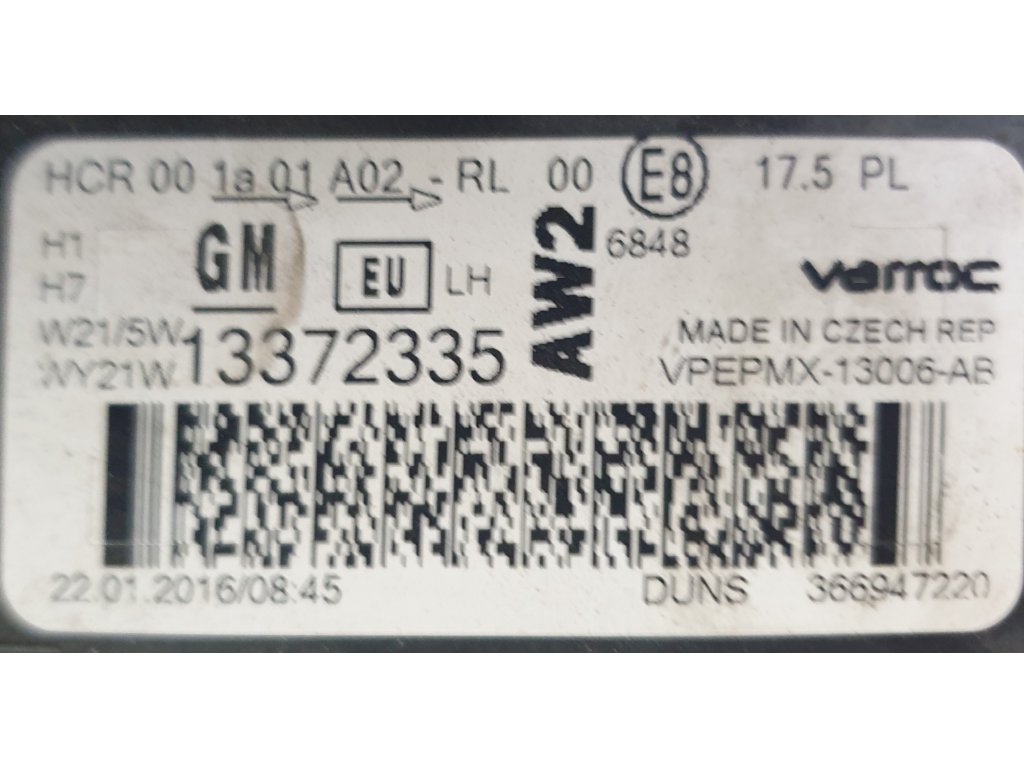 HCR 00 1a 01 A02 - RL 00 E8 17.5 PL
6848
H1
H7
GM
EU LH
AW2
varroc
W21/5W
WY21W
13372335
MADE IN CZECH REP
VPEPMX-13006-AB
22.01.2016/08:45 DUNS 366947220